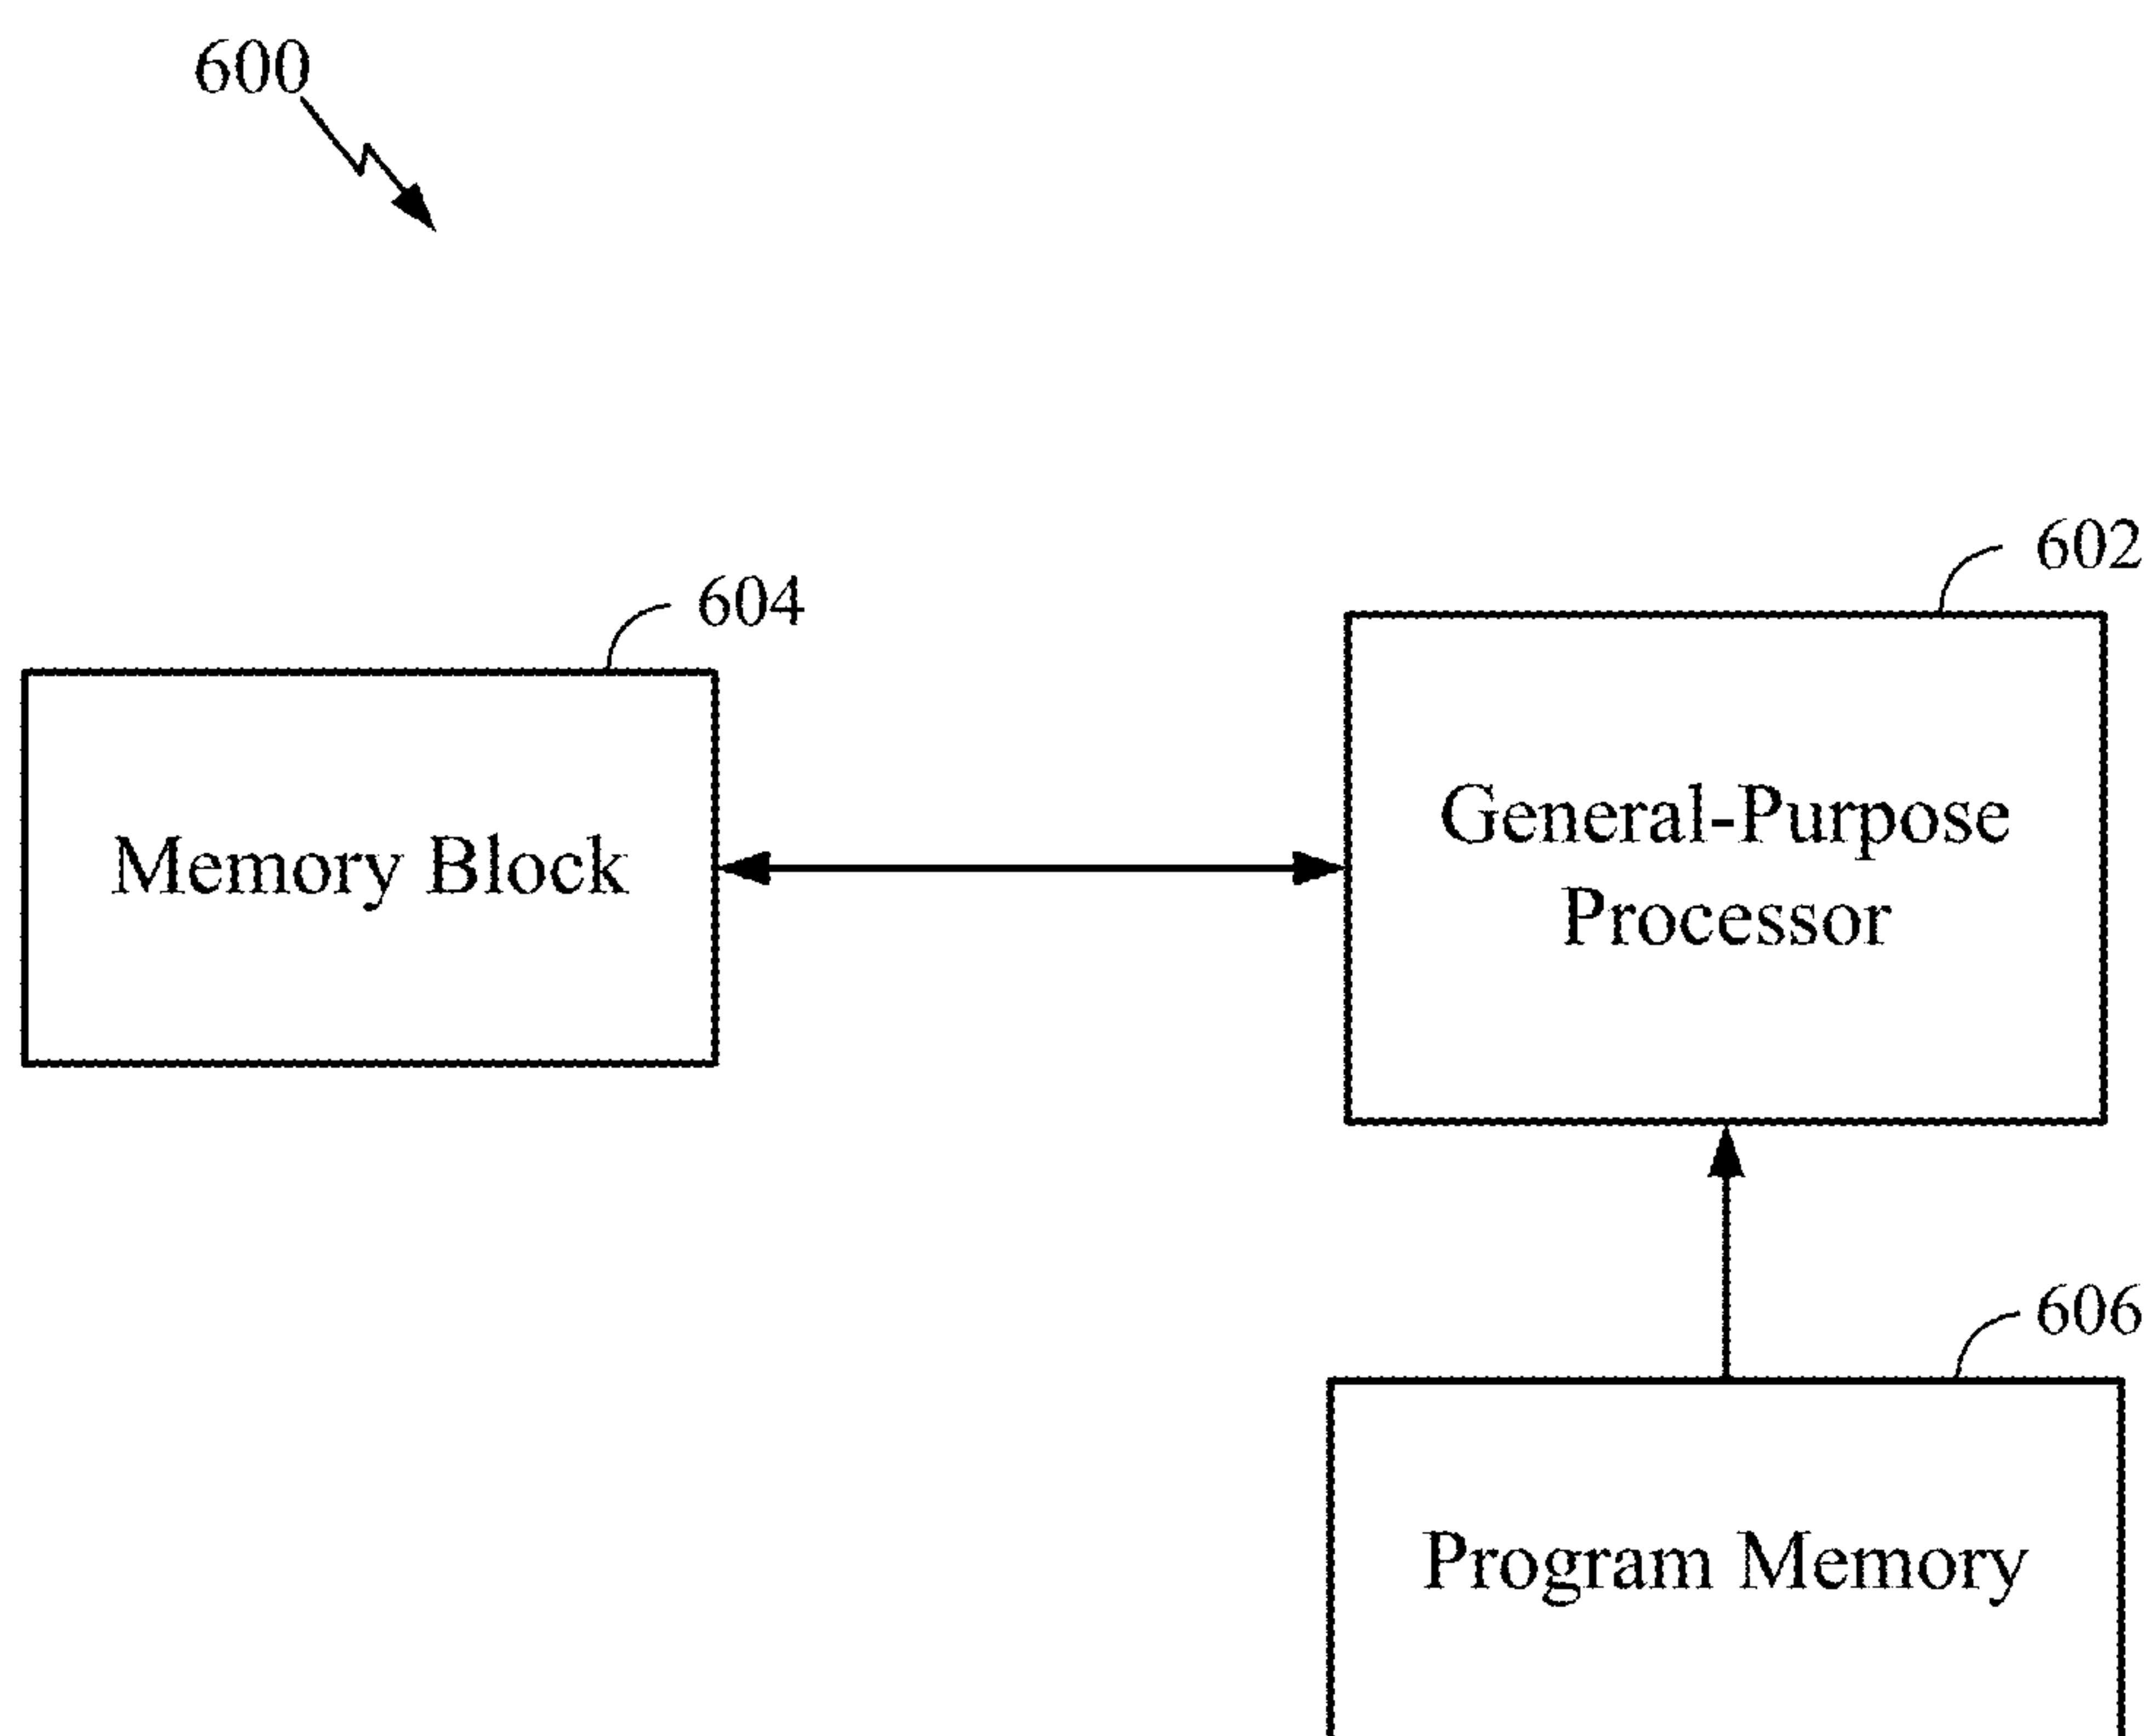 600
602
604
General-Purpose
Processor
Memory Block
606
Program Memory